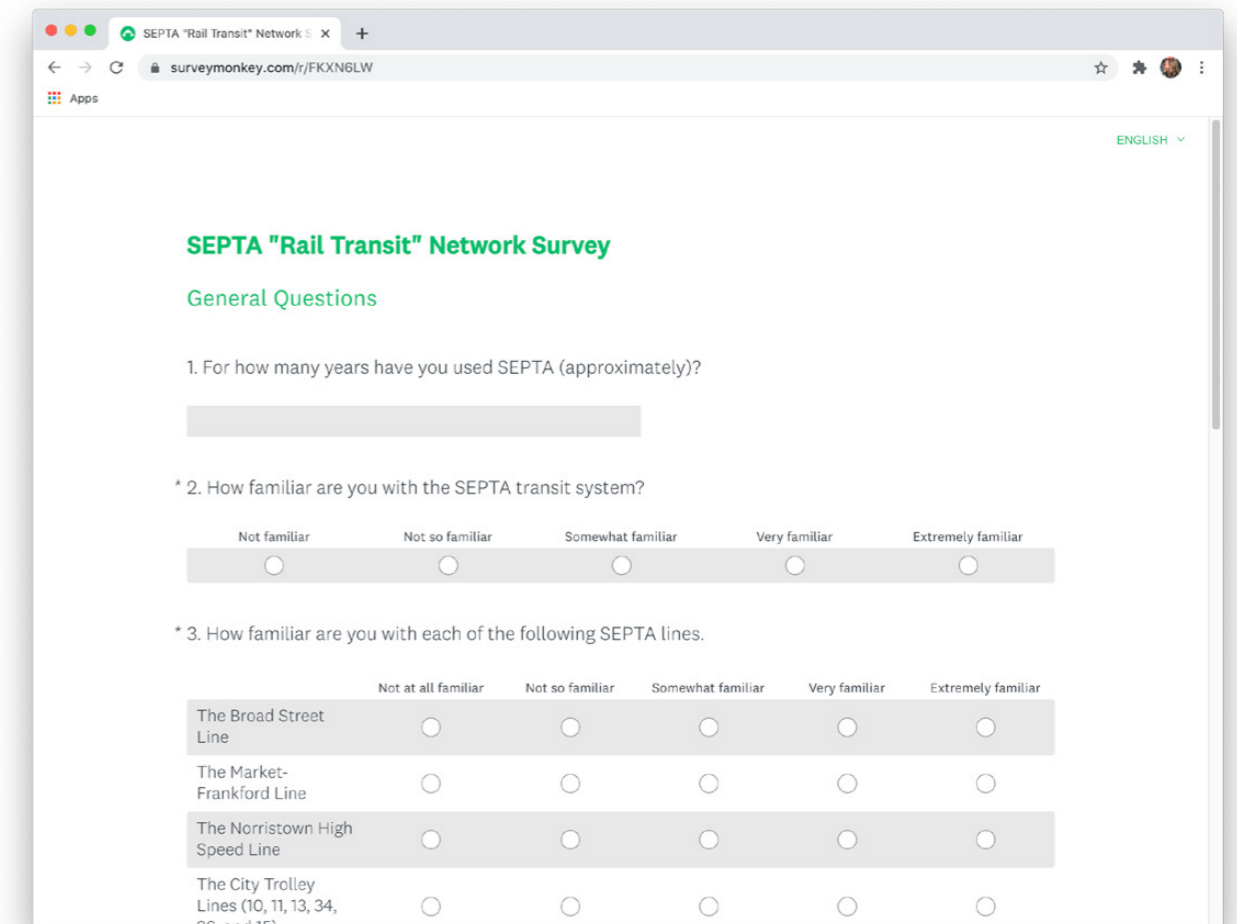 SEPTA "Rail Transit" Network S
surveymonkey.com/r/FKXN6LW
Apps
ENGLISH
SEPTA "Rail Transit" Network Survey
General Questions
1. For how many years have you used SEPTA (approximately)?
* 2. How familiar are you with the SEPTA transit system?
Not familiar Not so familiar Somewhat familiar Very familiar Extremely familiar
* 3. How familiar are you with each of the following SEPTA lines.
Not at all familiar Not so familiar Somewhat familiar Very familiar Extremely familiar
The Broad Street
Line
The Market-
Frankford Line
The Norristown High
Speed Line
The City Trolley
Lines (10, 11, 13, 34,